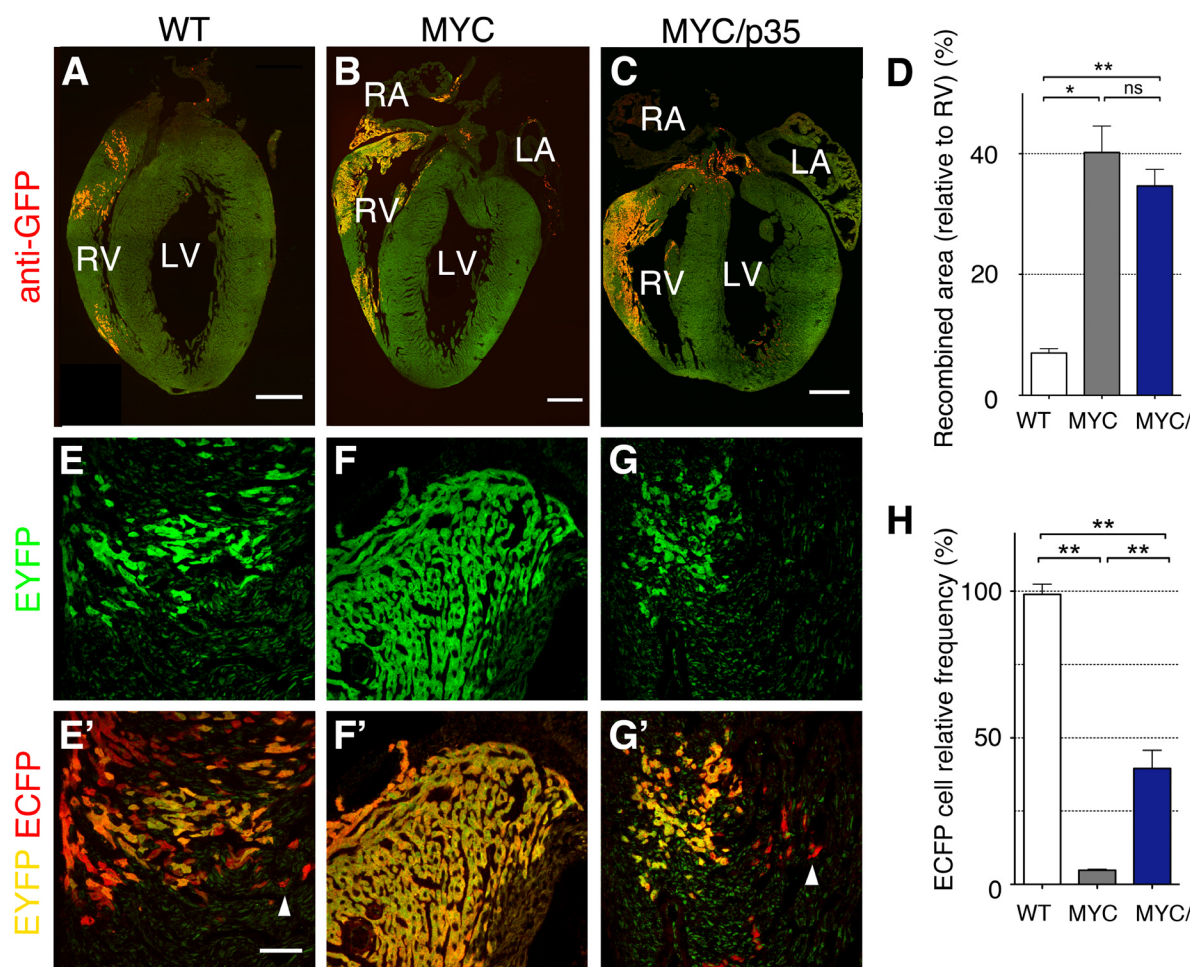 WT
MYC
MYC/p35
anti-GFP
A
RV
LV
B
RA
LA
RV
LV
C
RA
LA
RV
LV
D
Recombined area (relative to RV) (%)
**
*
ns
40
20
0
WT
MYC
MYC/
EYFP
E
F
G
EYFP ECFP
E’
F’
G’
H
ECFP cell relative frequency (%)
**
**
**
100
50
0
WT
MYC
MYC/